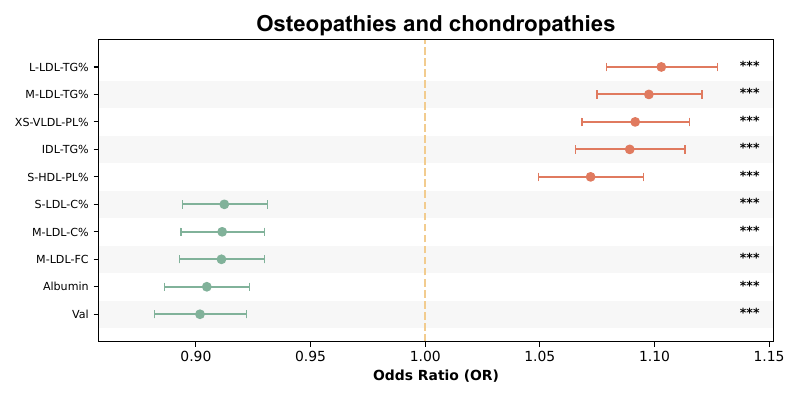 Osteopathies and chondropathies
L-LDL-TG% ***
M-LDL-TG% ***
XS-VLDL-PL% ***
IDL-TG% ***
S-HDL-PL% ***
S-LDL-C% ***
M-LDL-C% ***
M-LDL-FC ***
Albumin ***
Val ***
0.90 0.95 1.00 1.05 1.10 1.15
Odds Ratio (OR)